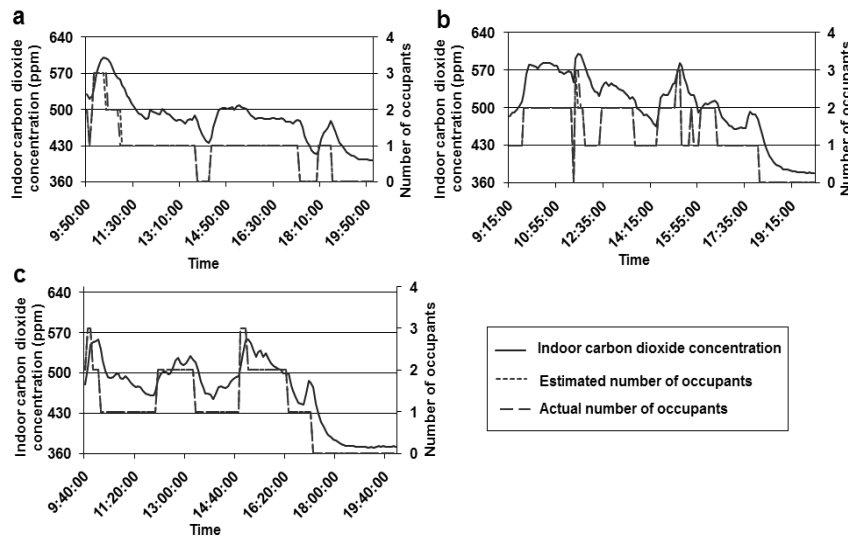 a
640
570
500
430
360
4
3
2
1
0
Indoor carbon dioxide
concentration (ppm)
Number of occupants
9:50:00
11:30:00
13:10:00
14:50:00
16:30:00
18:10:00
19:50:00
Time
b
640
570
500
430
360
4
3
2
1
0
Indoor carbon dioxide
concentration (ppm)
Number of occupants
9:15:00
10:55:00
12:35:00
14:15:00
15:55:00
17:35:00
19:15:00
Time
c
640
570
500
430
360
4
3
2
1
0
Indoor carbon dioxide
concentration (ppm)
Number of occupants
9:40:00
11:20:00
13:00:00
14:40:00
16:20:00
18:00:00
19:40:00
Time
Indoor carbon dioxide concentration
Estimated number of occupants
Actual number of occupants